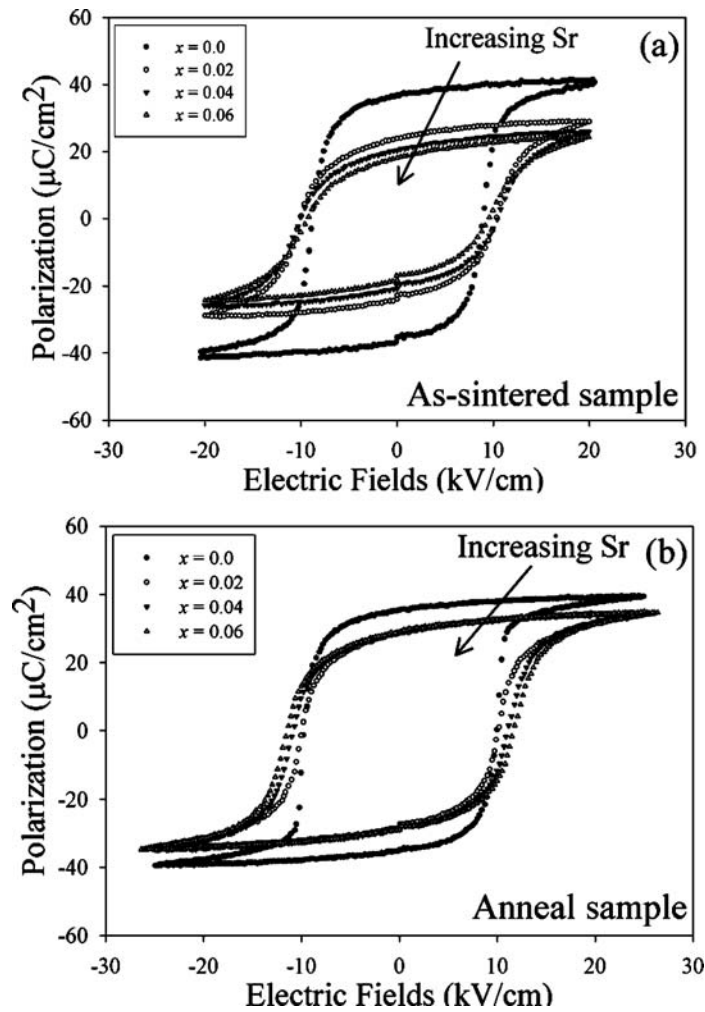 (a)
Increasing Sr
x = 0.0
x = 0.02
x = 0.04
x = 0.06
60
40
20
0
-20
-40
-60
Polarization (μC/cm2)
As-sintered sample
-30 -20 -10 0 10 20 30
Electric Fields (kV/cm)
(b)
Increasing Sr
x = 0.0
x = 0.02
x = 0.04
x = 0.06
60
40
20
0
-20
-40
-60
Polarization (μC/cm2)
Anneal sample
-30 -20 -10 0 10 20 30
Electric Fields (kV/cm)